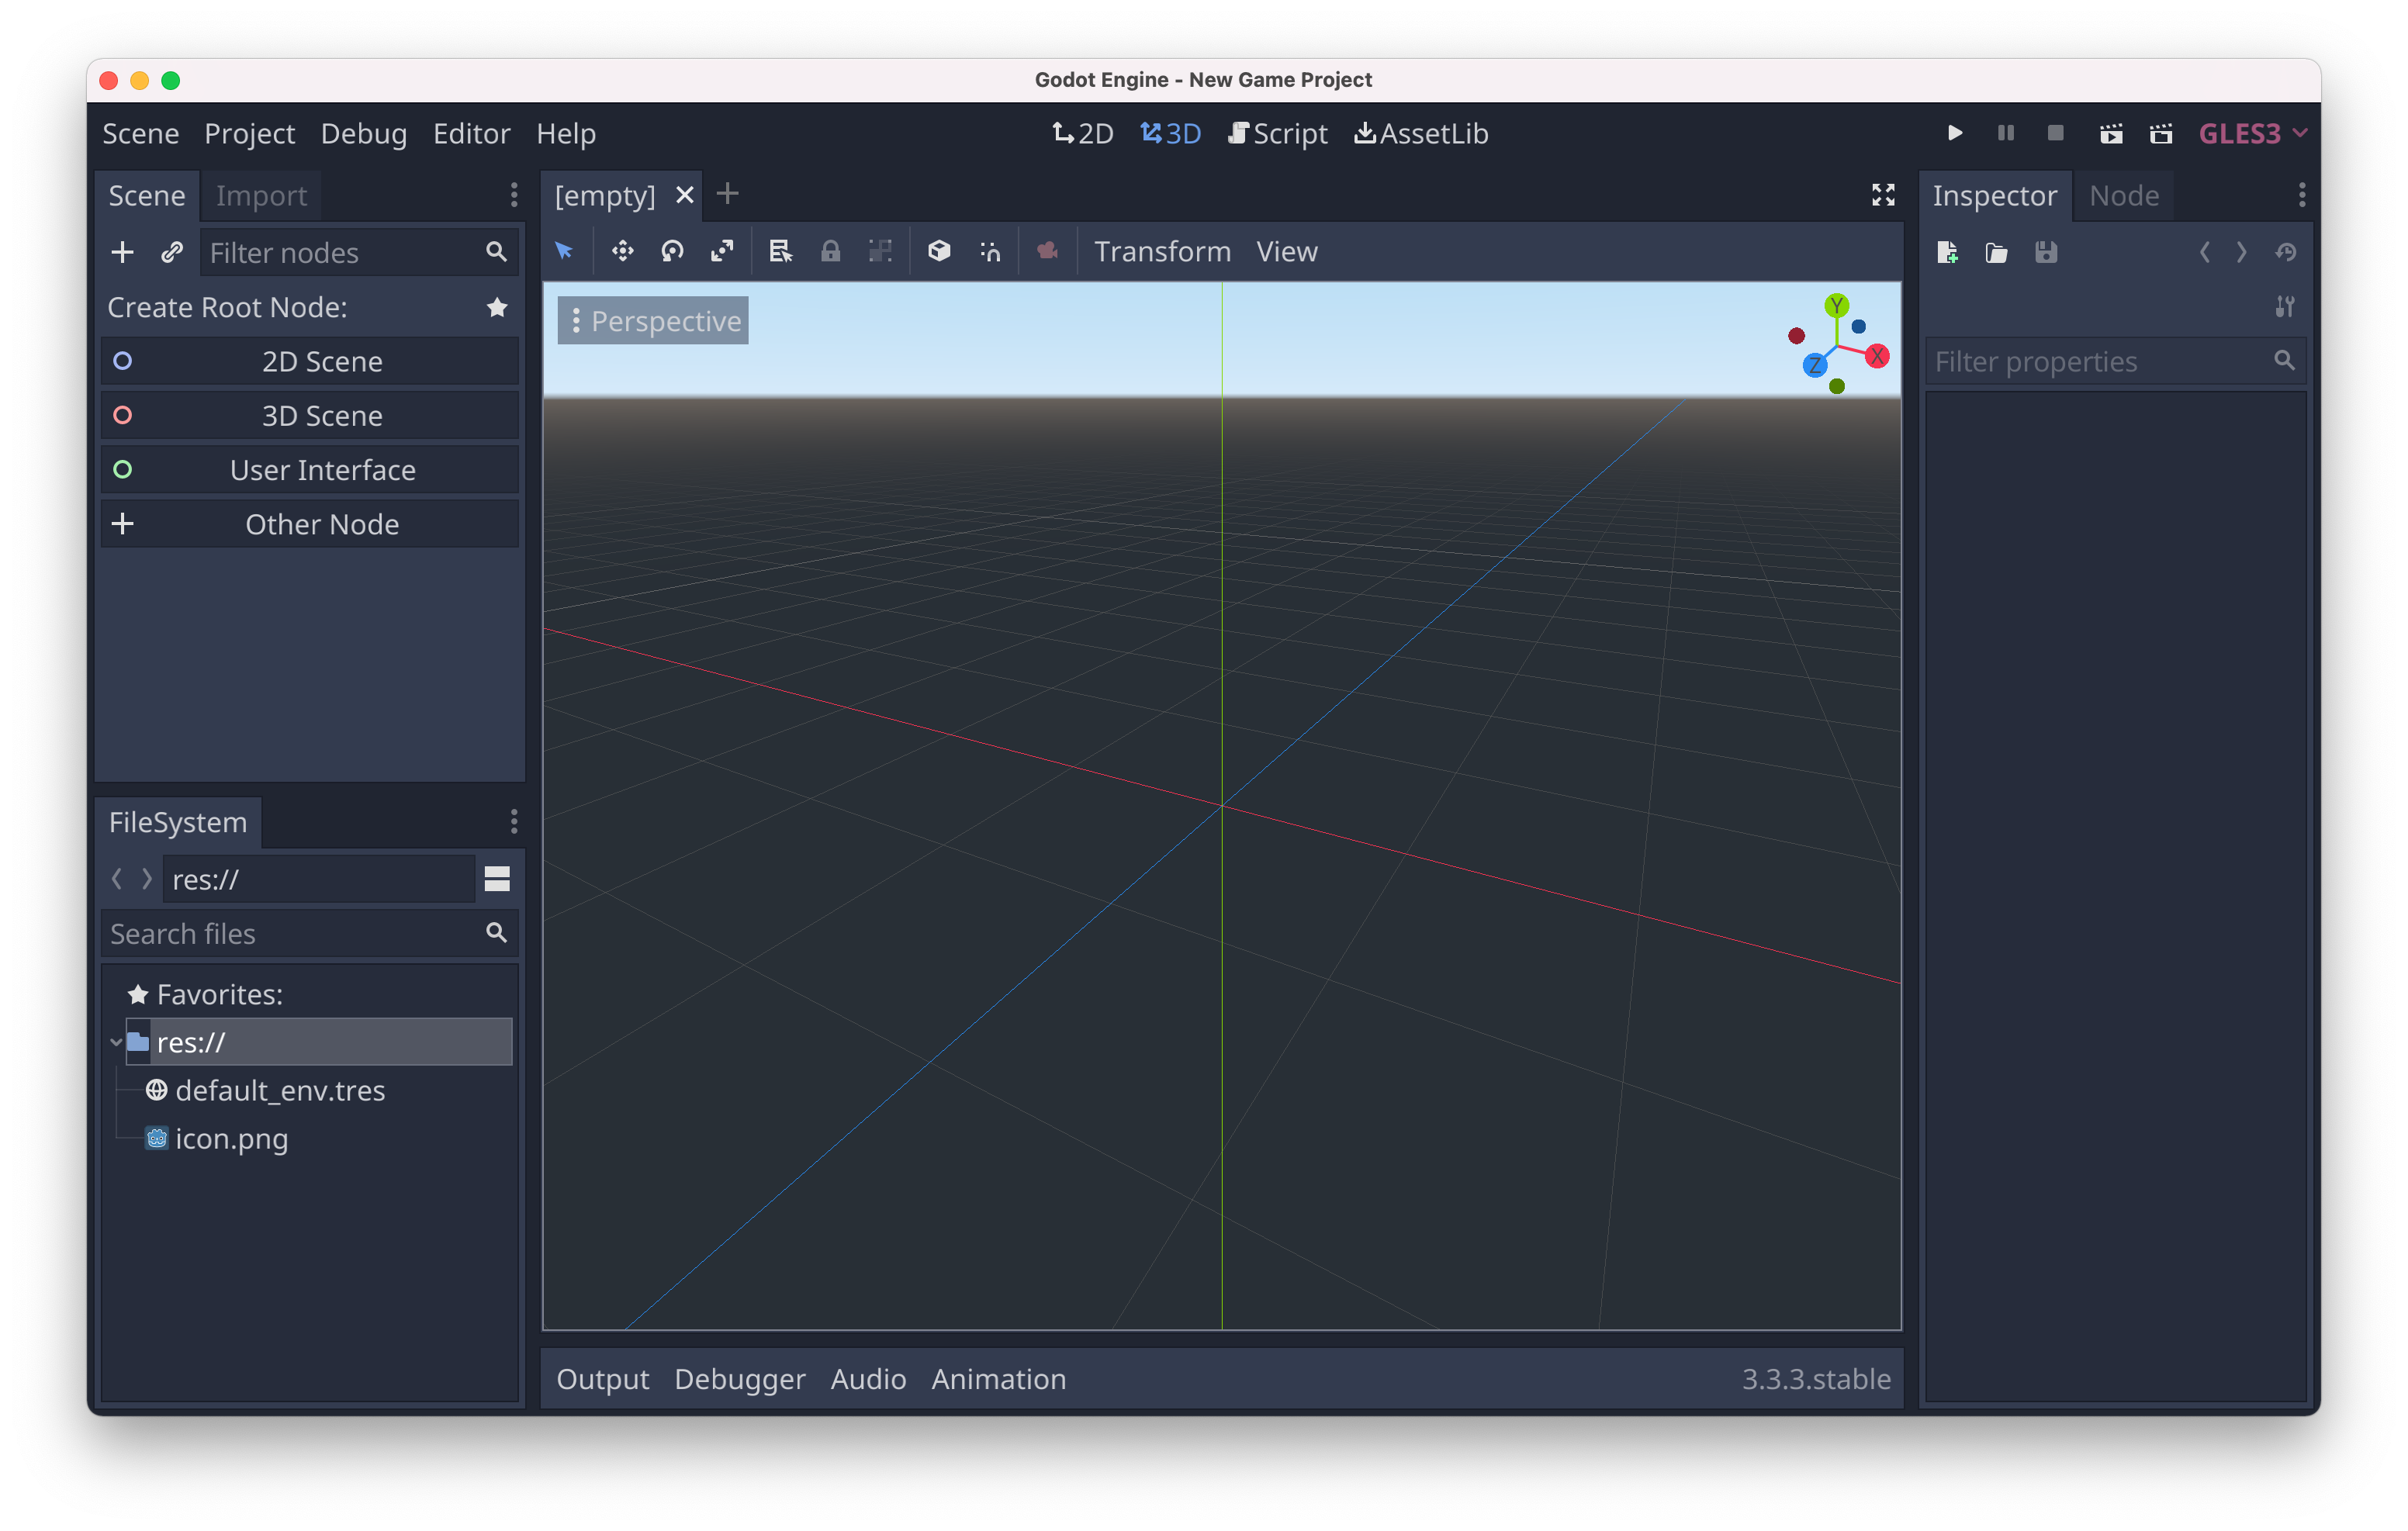 Godot Engine - New Game Project
Scene Project Debug Editor Help
2D 3D Script AssetLib
GLES3
Scene Import
Filter nodes
Create Root Node:
2D Scene
3D Scene
User Interface
Other Node
FileSystem
res://
Search files
Favorites:
res://
default_env.tres
icon.png
[empty]
Transform View
Perspective
Y
X
Z
Output Debugger Audio Animation
3.3.3.stable
Inspector Node
Filter properties